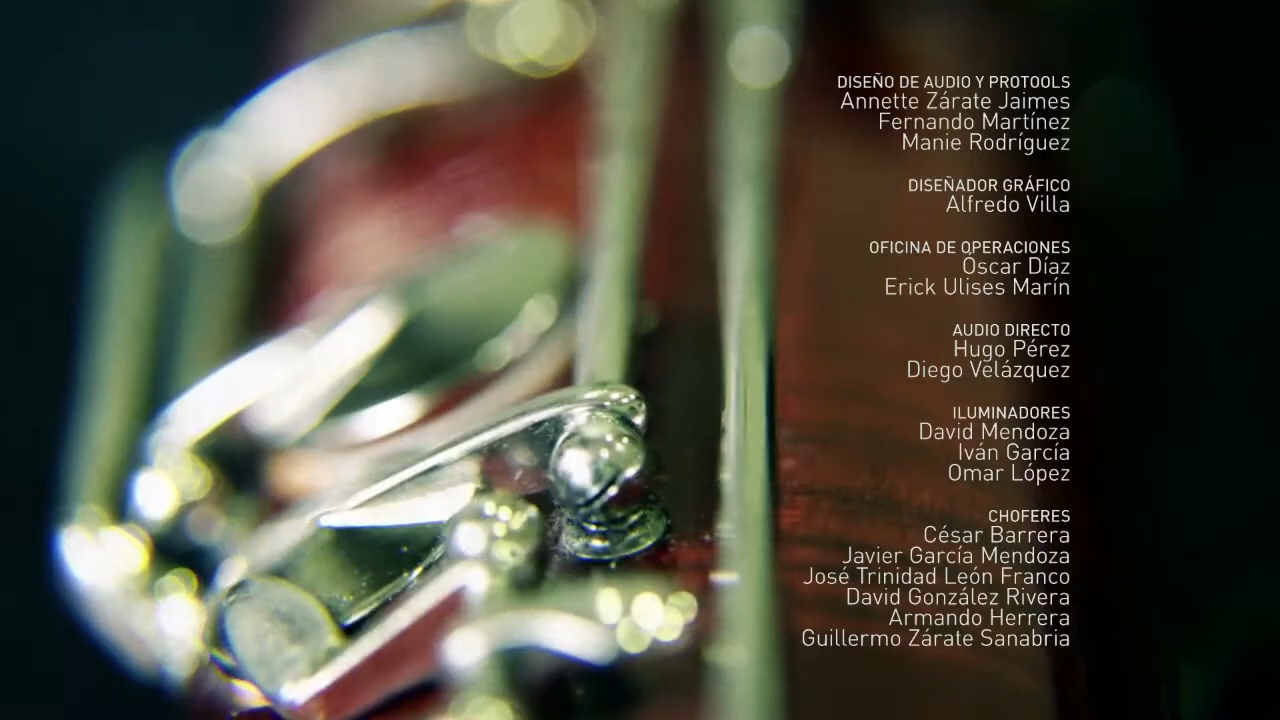 DISEÑO DE AUDIO Y PROTOOLS
Annette Zárate Jaimes
Fernando Martínez
Manie Rodríguez
DISEÑADOR GRÁFICO
Alfredo Villa
OFICINA DE OPERACIONES
Óscar Díaz
Erick Ulises Marín
AUDIO DIRECTO
Hugo Pérez
Diego Velázquez
ILUMINADORES
David Mendoza
Iván García
Omar López
CHOFERES
César Barrera
Javier García Mendoza
José Trinidad León Franco
David González Rivera
Armando Herrera
Guillermo Zárate Sanabria